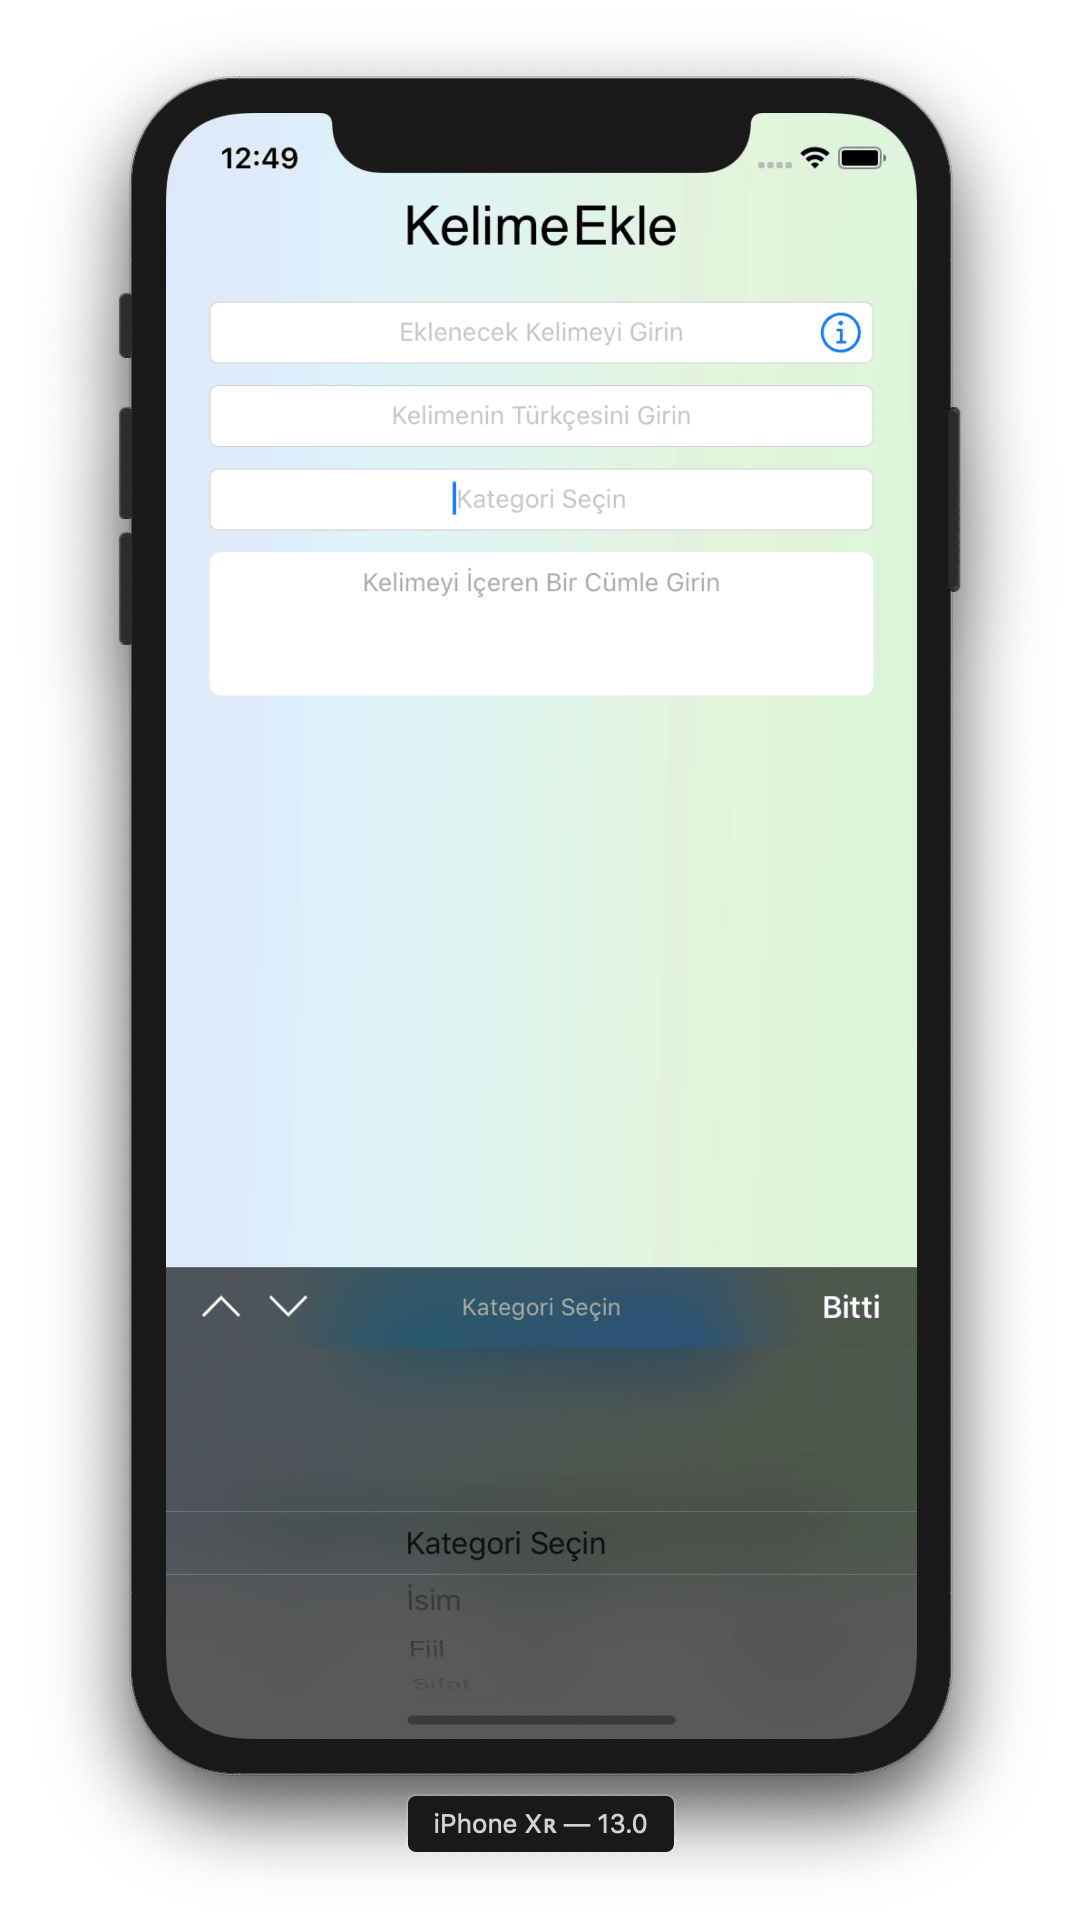 12:49
KelimeEkle
Eklenecek Kelimeyi Girin
Kelimenin Türkçesini Girin
Kategori Seçin
Kelimeyi İçeren Bir Cümle Girin
Kategori Seçin
Bitti
Kategori Seçin
İsim
Fiil
Sıfat
iPhone Xʀ — 13.0